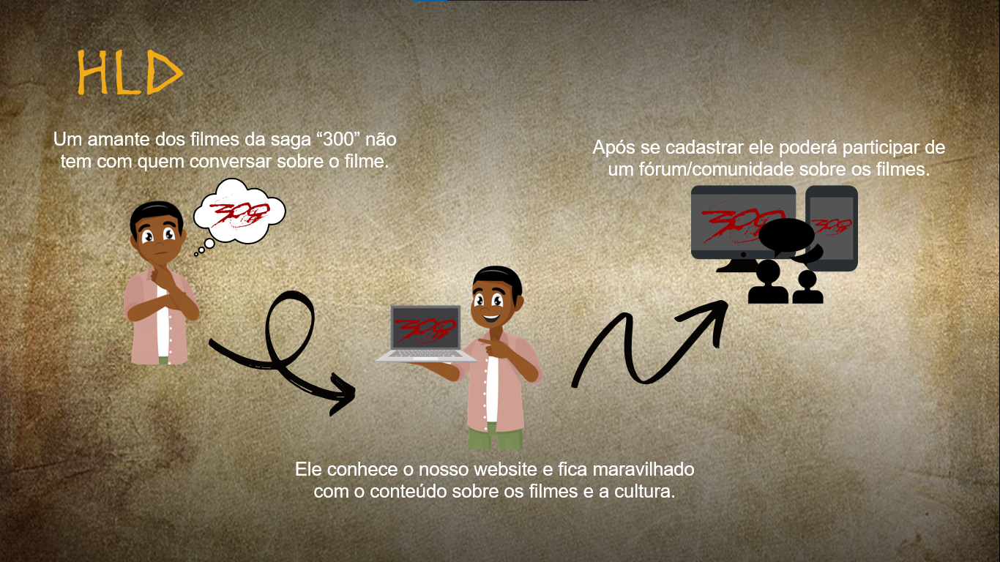 HLD
Um amante dos filmes da saga “300” não
tem com quem conversar sobre o filme.
300
Ele conhece o nosso website e fica maravilhado
com o conteúdo sobre os filmes e a cultura.
300
Após se cadastrar ele poderá participar de
um fórum/comunidade sobre os filmes.
300
300